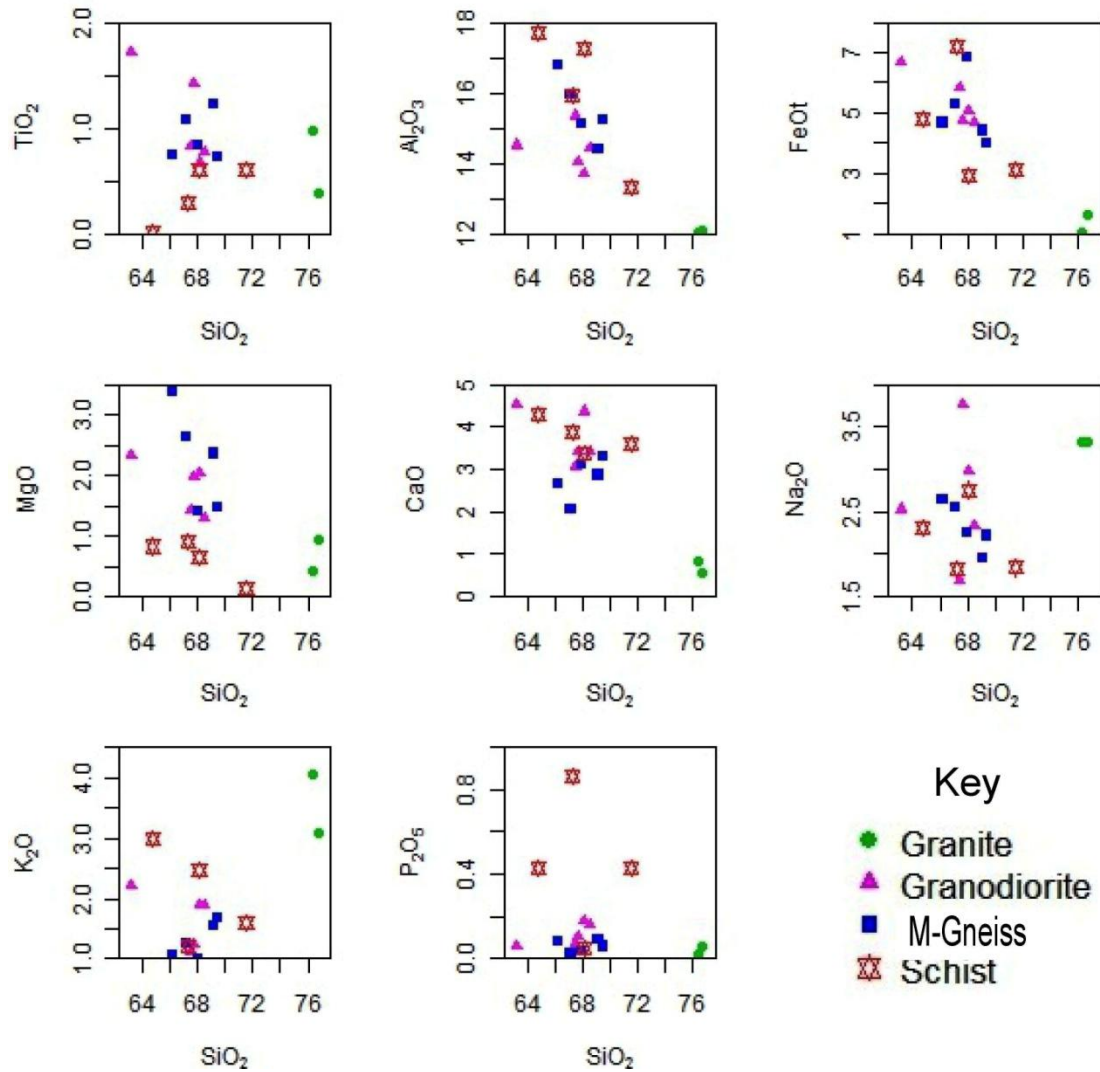 TiO₂
0.0 1.0 2.0
64 68 72 76
SiO₂
Al₂O₃
12 14 16 18
64 68 72 76
SiO₂
FeOt
1 3 5 7
64 68 72 76
SiO₂
MgO
0.0 1.0 2.0 3.0
64 68 72 76
SiO₂
CaO
0 1 2 3 4 5
64 68 72 76
SiO₂
Na₂O
1.5 2.5 3.5
64 68 72 76
SiO₂
K₂O
1.0 2.0 3.0 4.0
64 68 72 76
SiO₂
P₂O₅
0.0 0.4 0.8
64 68 72 76
SiO₂
Key
Granite
Granodiorite
M-Gneiss
Schist